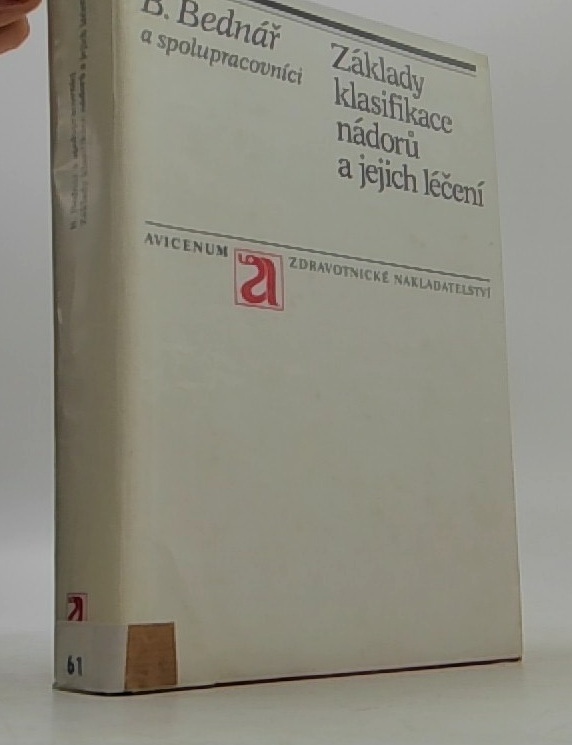 B. Bednář
a spolupracovníci
Základy
klasifikace
nádorů
a jejich léčení
AVICENUM
a
ZDRAVOTNICKÉ NAKLADATELSTVÍ
a
61